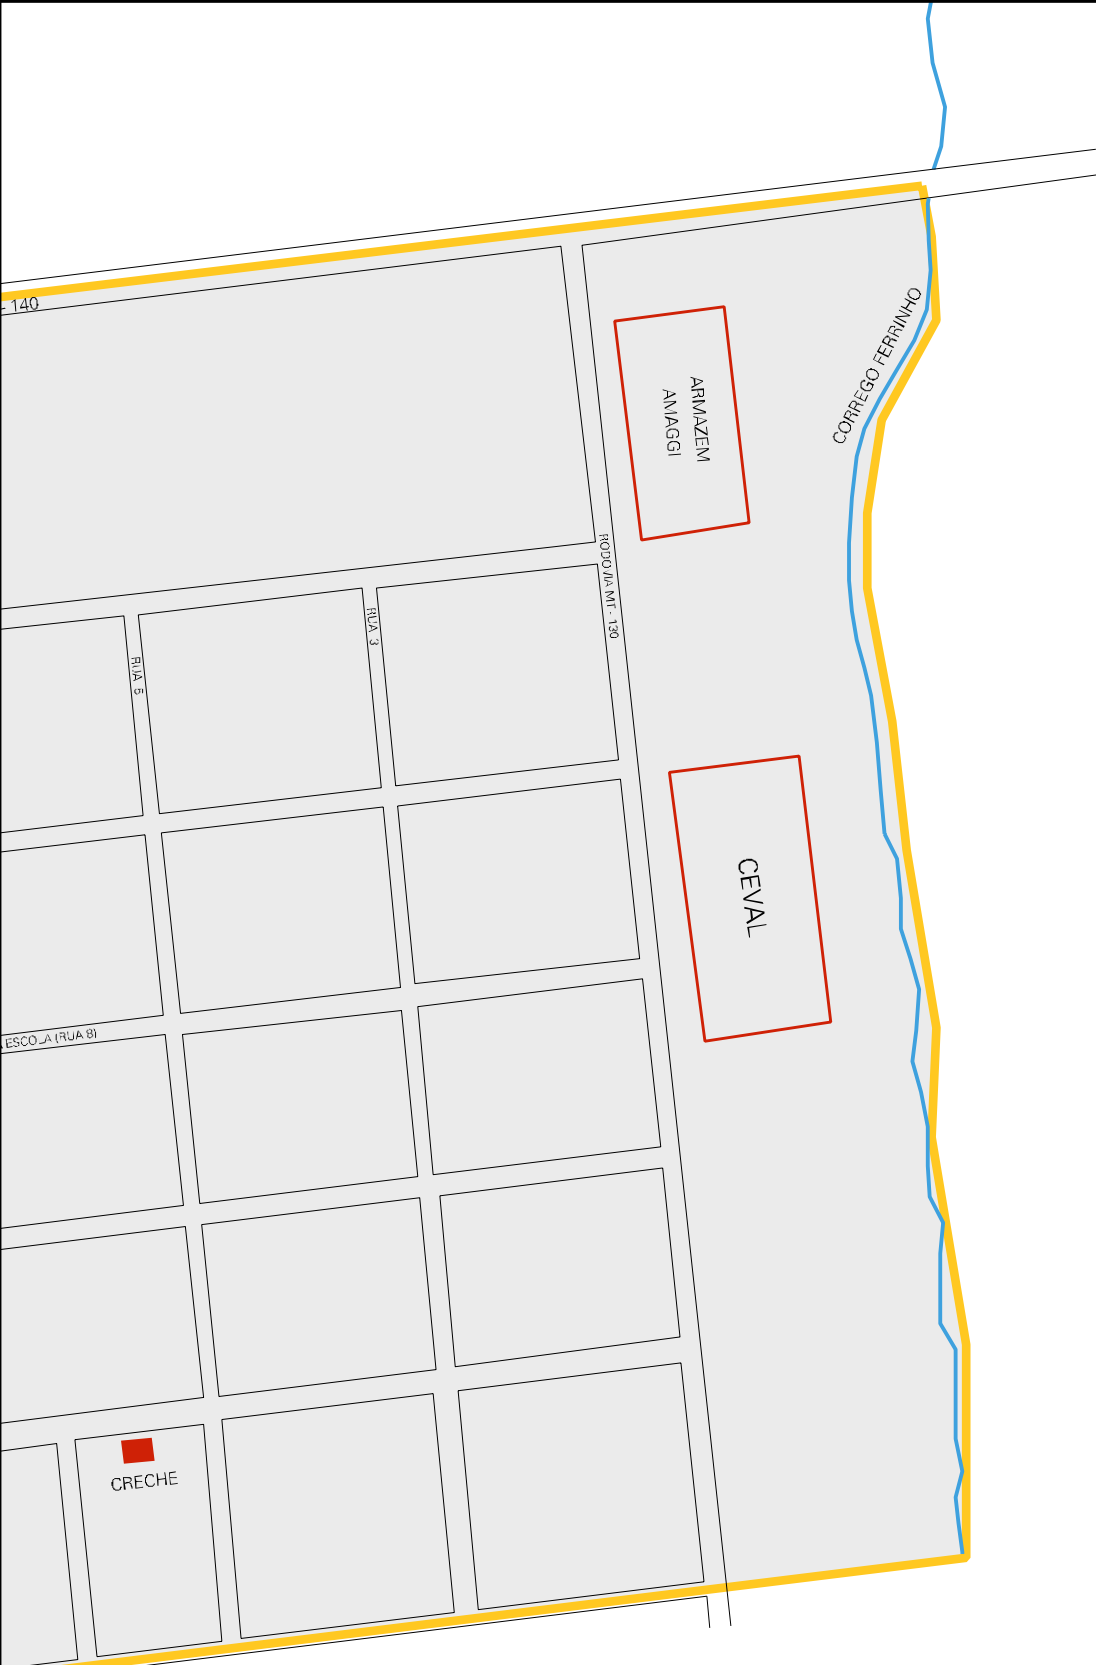 - 140
CORREGO FERRINHO
ARMAZEM
AMAGGI
RODOVIA MT - 130
RUA 3
RUA 5
CEVAL
ESCOLA (RUA 8)
CRECHE